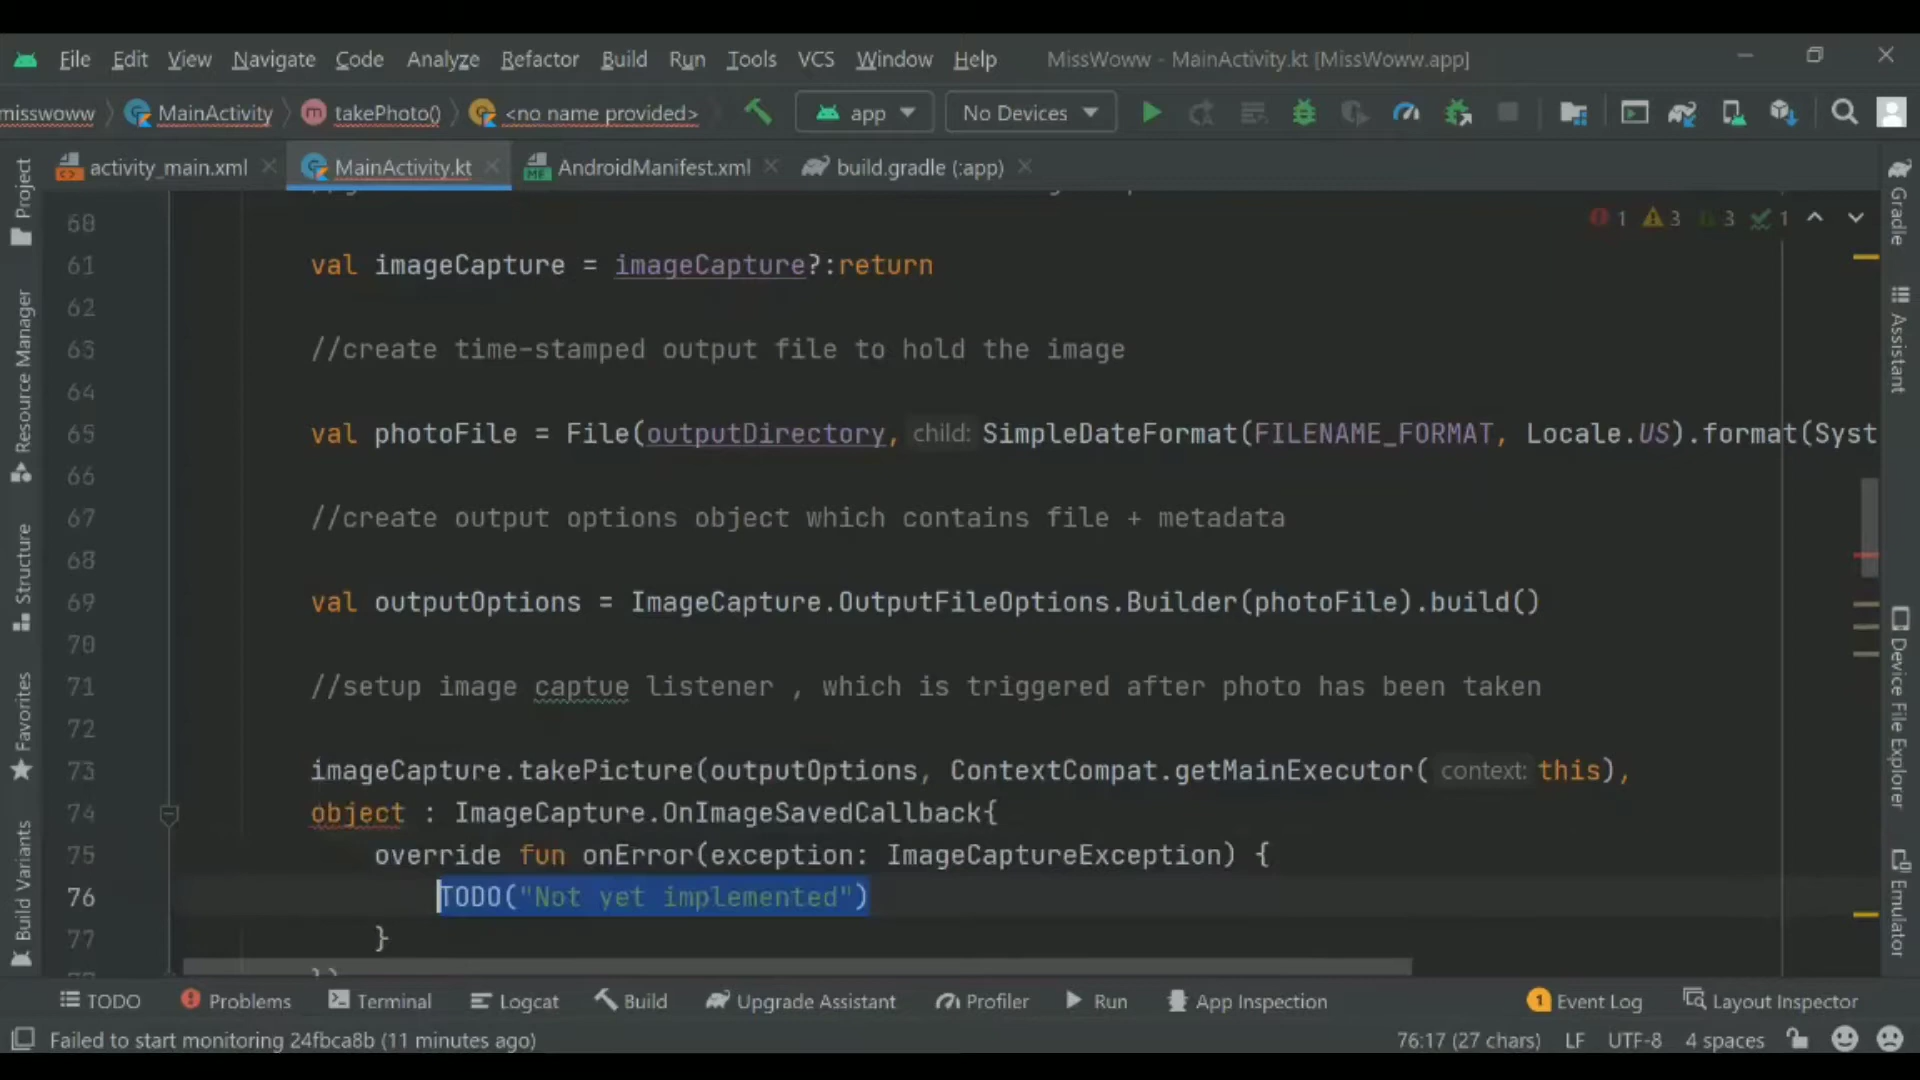 File Edit View Navigate Code Analyze Refactor Build Run Tools VCS Window Help MissWoww - MainActivity.kt [MissWoww.app]
misswoww MainActivity takePhoto() <no name provided> app No Devices
activity_main.xml MainActivity.kt AndroidManifest.xml build.gradle (:app)
Project
Resource Manager
Structure
Favorites
Build Variants
1 3 3 1
60
61 val imageCapture = imageCapture?:return
62
63 //create time-stamped output file to hold the image
64
65 val photoFile = File(outputDirectory, child: SimpleDateFormat(FILENAME_FORMAT, Locale.US).format(Syst
66
67 //create output options object which contains file + metadata
68
69 val outputOptions = ImageCapture.OutputFileOptions.Builder(photoFile).build()
70
71 //setup image captue listener , which is triggered after photo has been taken
72
73 imageCapture.takePicture(outputOptions, ContextCompat.getMainExecutor( context: this),
74 object : ImageCapture.OnImageSavedCallback{
75 override fun onError(exception: ImageCaptureException) {
76 TODO("Not yet implemented")
77 }
Gradle
Assistant
Device File Explorer
Emulator
TODO Problems Terminal Logcat Build Upgrade Assistant Profiler Run App Inspection 1 Event Log Layout Inspector
Failed to start monitoring 24fbca8b (11 minutes ago) 76:17 (27 chars) LF UTF-8 4 spaces